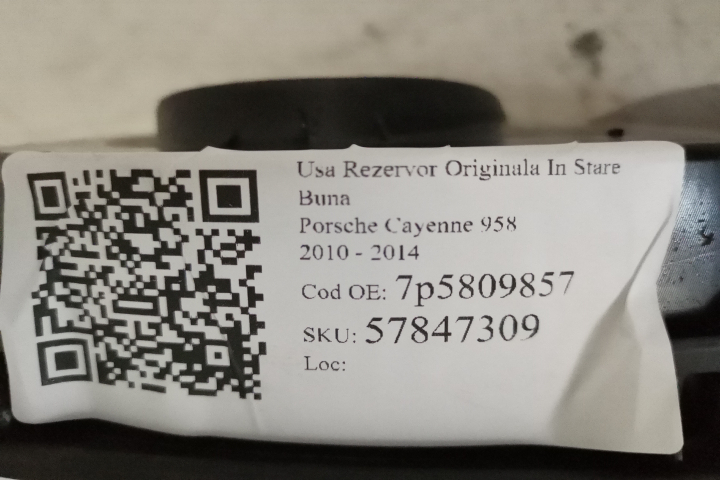 Usa Rezervor Originala In Stare
Buna
Porsche Cayenne 958
2010 - 2014
Cod OE: 7p5809857
SKU: 57847309
Loc: